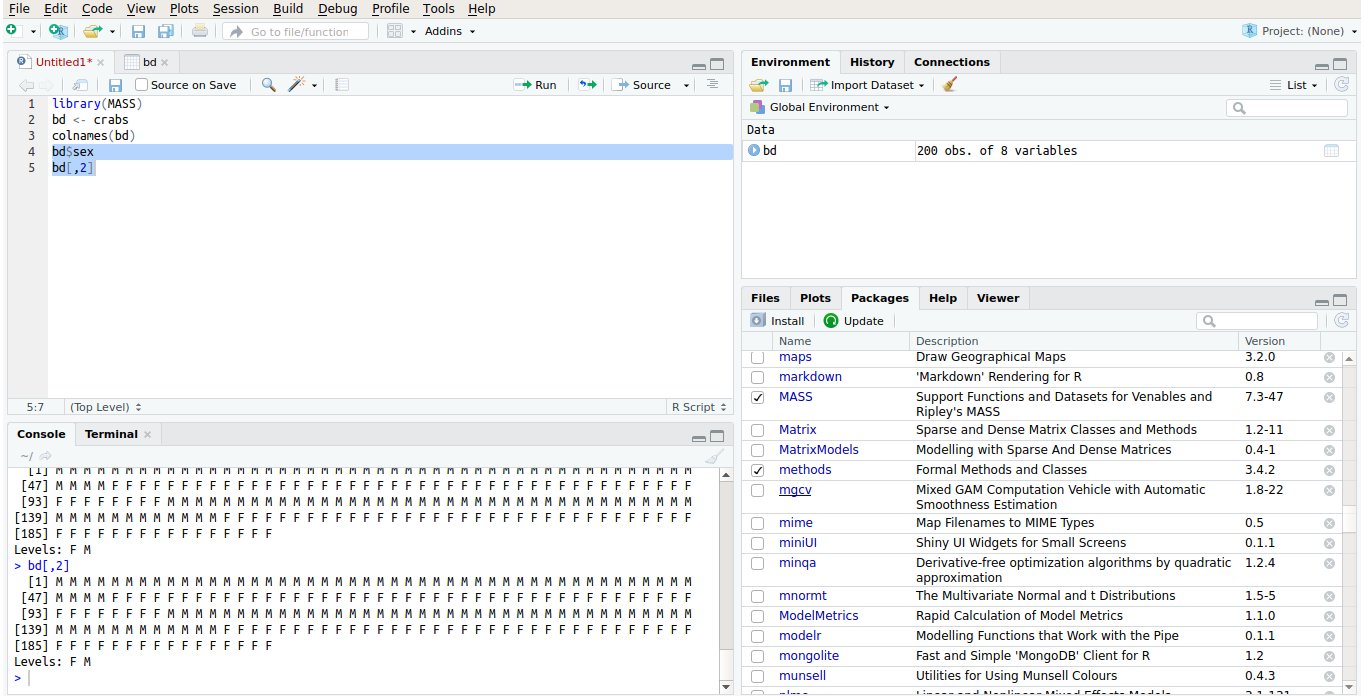 File Edit Code View Plots Session Build Debug Profile Tools Help
Go to file/function Addins Project: (None)
Untitled1* bd
Source on Save Run Source
1 library(MASS)
2 bd <- crabs
3 colnames(bd)
4 bd$sex
5 bd[,2]
5:7 (Top Level) R Script
Console Terminal
~/
[1] M M M M M M M M M M M M M M M M M M M M M M M M M M M M M M M M M M M M M M M M M M M M M M
[47] M M M M F F F F F F F F F F F F F F F F F F F F F F F F F F F F F F F F F F F F F F F F F F
[93] F F F F F F F F M M M M M M M M M M M M M M M M M M M M M M M M M M M M M M M M M M M M M M
[139] M M M M M M M M M M M M F F F F F F F F F F F F F F F F F F F F F F F F F F F F F F F F F F
[185] F F F F F F F F F F F F F F F F
Levels: F M
> bd[,2]
[1] M M M M M M M M M M M M M M M M M M M M M M M M M M M M M M M M M M M M M M M M M M M M M M
[47] M M M M F F F F F F F F F F F F F F F F F F F F F F F F F F F F F F F F F F F F F F F F F F
[93] F F F F F F F F M M M M M M M M M M M M M M M M M M M M M M M M M M M M M M M M M M M M M M
[139] M M M M M M M M M M M M F F F F F F F F F F F F F F F F F F F F F F F F F F F F F F F F F F
[185] F F F F F F F F F F F F F F F F
Levels: F M
>
Environment History Connections
Import Dataset List
Global Environment
Data
bd 200 obs. of 8 variables
Files Plots Packages Help Viewer
Install Update
Name Description Version
maps Draw Geographical Maps 3.2.0
markdown 'Markdown' Rendering for R 0.8
MASS Support Functions and Datasets for Venables and 7.3-47
Ripley's MASS
Matrix Sparse and Dense Matrix Classes and Methods 1.2-11
MatrixModels Modelling with Sparse And Dense Matrices 0.4-1
methods Formal Methods and Classes 3.4.2
mgcv Mixed GAM Computation Vehicle with Automatic 1.8-22
Smoothness Estimation
mime Map Filenames to MIME Types 0.5
miniUI Shiny UI Widgets for Small Screens 0.1.1
minqa Derivative-free optimization algorithms by quadratic 1.2.4
approximation
mnormt The Multivariate Normal and t Distributions 1.5-5
ModelMetrics Rapid Calculation of Model Metrics 1.1.0
modelr Modelling Functions that Work with the Pipe 0.1.1
mongolite Fast and Simple 'MongoDB' Client for R 1.2
munsell Utilities for Using Munsell Colours 0.4.3
nlme Linear and Nonlinear Mixed Effects Models 3.1-131